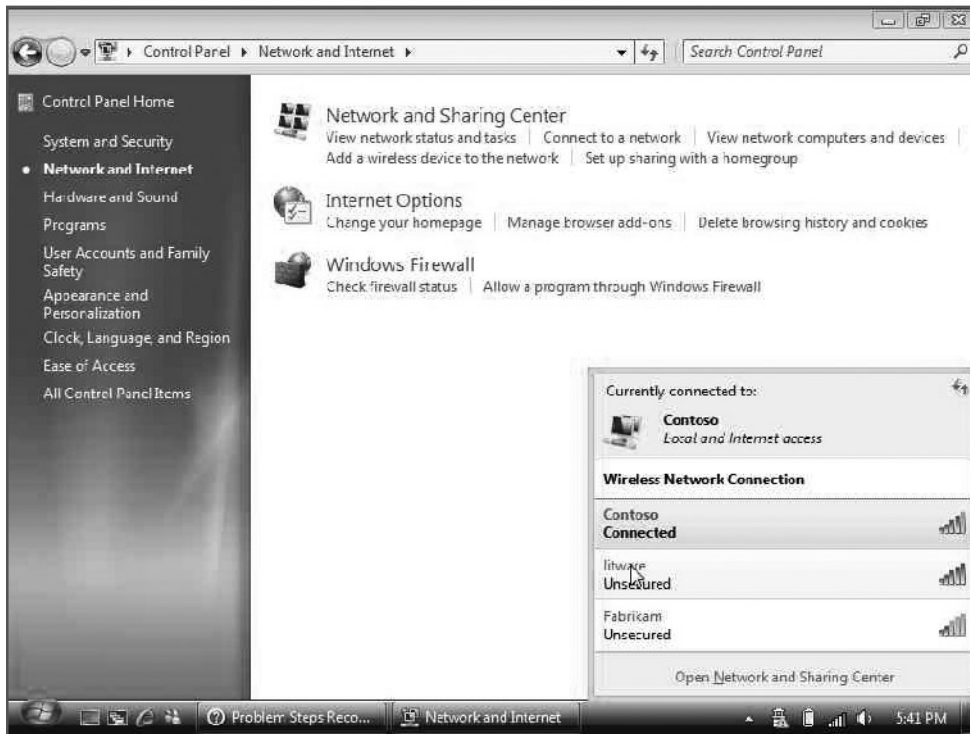 Control Panel ▸ Network and Internet ▸
Search Control Panel
Control Panel Home
System and Security
Network and Internet
Hardware and Sound
Programs
User Accounts and Family
Safety
Appearance and
Personalization
Clock, Language, and Region
Ease of Access
All Control Panel Items
Network and Sharing Center
View network status and tasks | Connect to a network | View network computers and devices |
Add a wireless device to the network | Set up sharing with a homegroup
Internet Options
Change your homepage | Manage browser add-ons | Delete browsing history and cookies
Windows Firewall
Check firewall status | Allow a program through Windows Firewall
Currently connected to:
Contoso
Local and Internet access
Wireless Network Connection
Contoso
Connected
litware
Unsecured
Fabrikam
Unsecured
Open Network and Sharing Center
Problem Steps Reco...
Network and Internet
5:41 PM